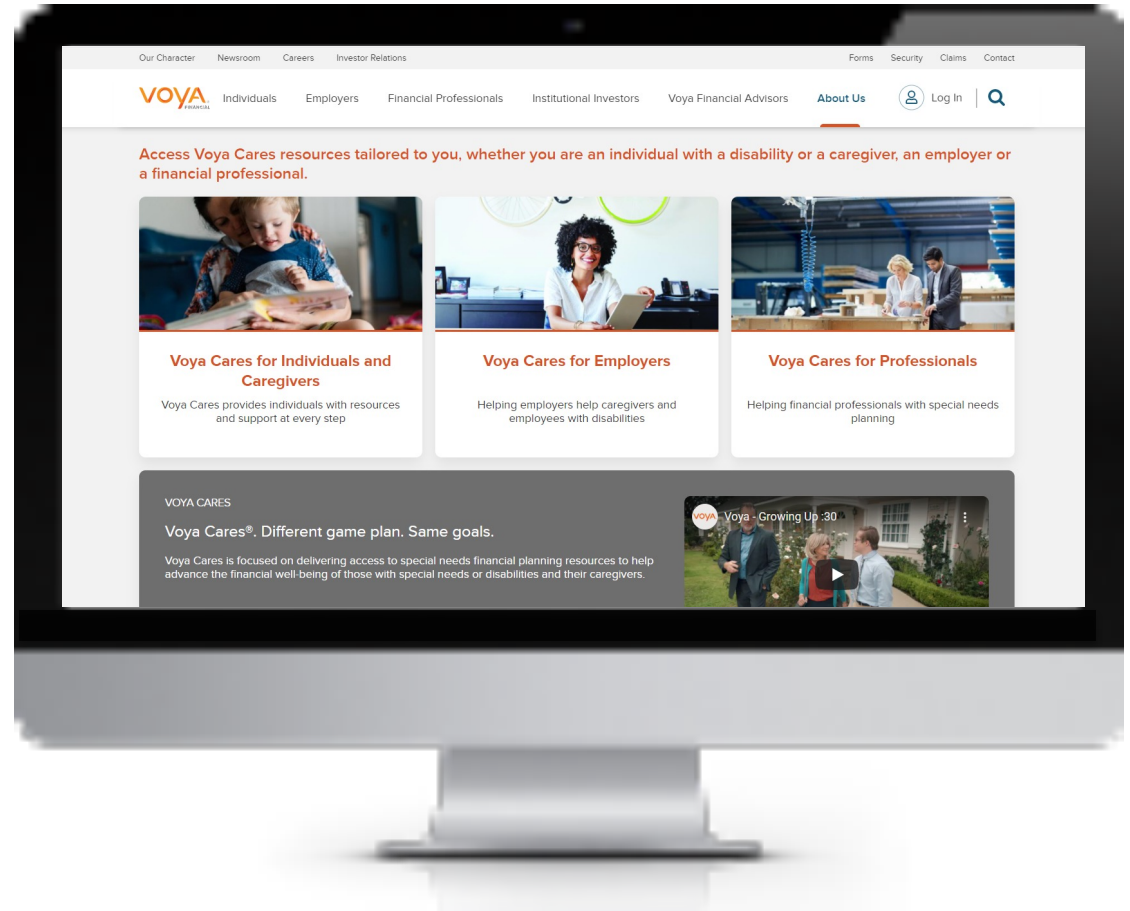 Our Character Newsroom Careers Investor Relations Forms Security Claims Contact
VOYA FINANCIAL Individuals Employers Financial Professionals Institutional Investors Voya Financial Advisors About Us Log In
Access Voya Cares resources tailored to you, whether you are an individual with a disability or a caregiver, an employer or
a financial professional.
Voya Cares for Individuals and
Caregivers
Voya Cares provides individuals with resources
and support at every step
Voya Cares for Employers
Helping employers help caregivers and
employees with disabilities
Voya Cares for Professionals
Helping financial professionals with special needs
planning
VOYA CARES
Voya Cares®. Different game plan. Same goals.
Voya Cares is focused on delivering access to special needs financial planning resources to help
advance the financial well-being of those with special needs or disabilities and their caregivers.
VOYA Voya - Growing Up :30